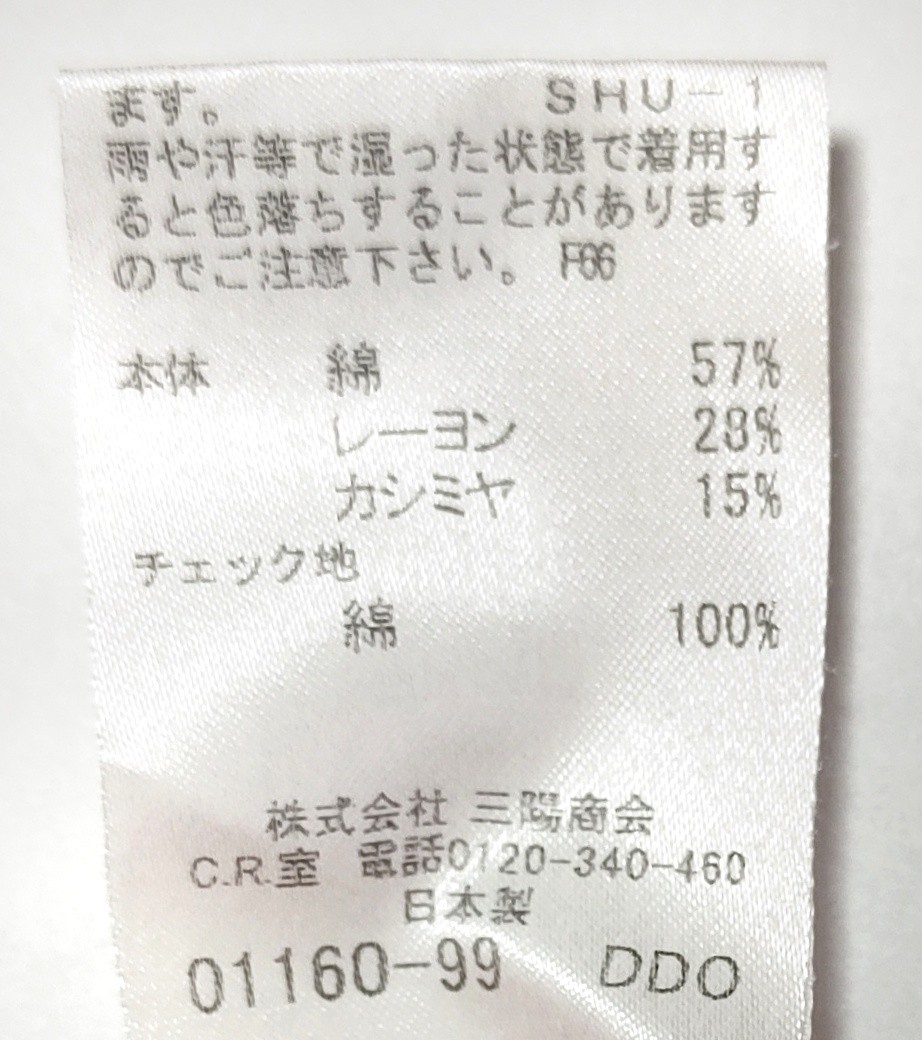 ます。 SHU-1
雨や汗等で湿った状態で着用す
ると色落ちすることがあります
のでご注意下さい。 F66
本体 綿 57%
レーヨン 28%
カシミヤ 15%
チェック地
綿 100%
株式会社 三陽商会
C.R.室 電話0120-340-460
日本製
01160-99 DDO